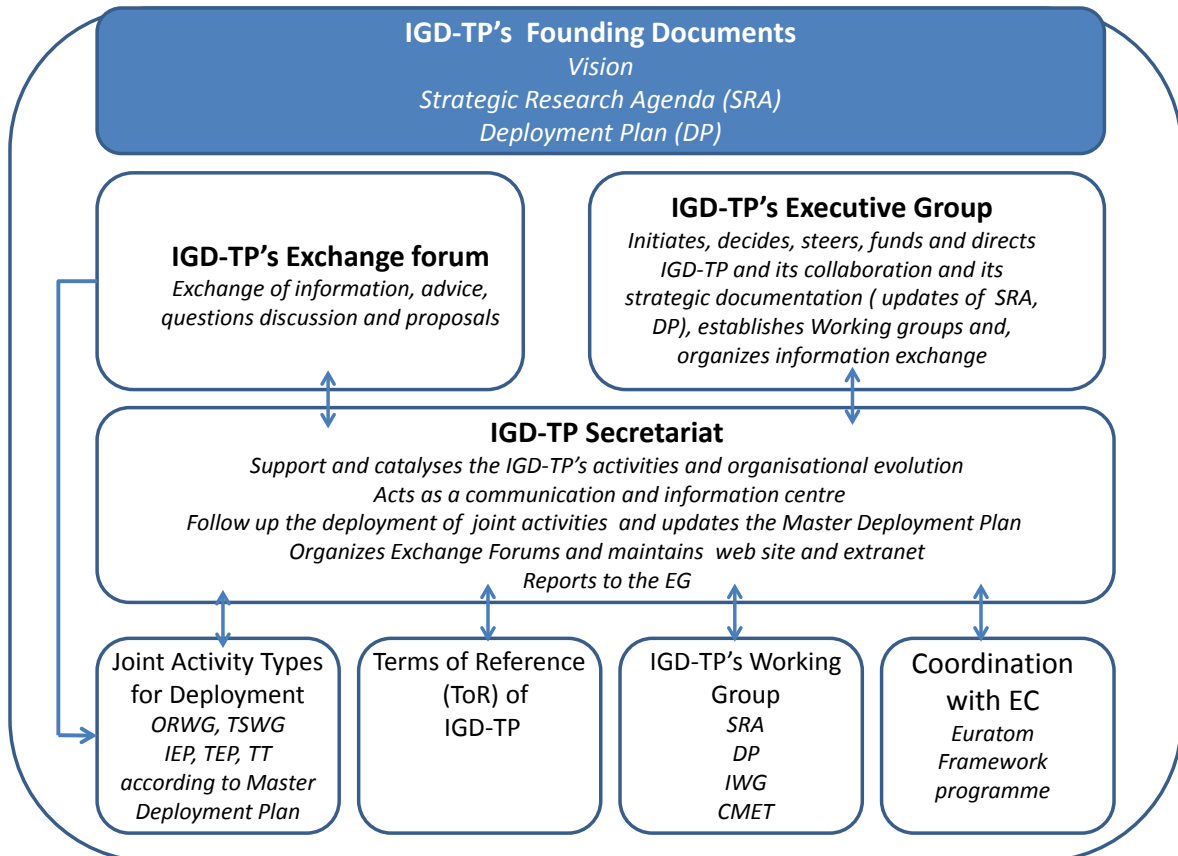 IGD-TP's  Founding Documents
Vision
Strategic Research Agenda (SRA)
Deployment Plan (DP)
IGD-TP's Exchange forum
Exchange of information, advice,
questions discussion and proposals
IGD-TP's Executive Group
Initiates, decides, steers, funds and directs
IGD-TP and its collaboration and its
strategic documentation ( updates of  SRA,
DP), establishes Working groups and,
organizes information exchange
IGD-TP Secretariat
Support and catalyses the IGD-TP's activities and organisational evolution
Acts as a communication and information centre
Follow up the deployment of  joint activities  and updates the Master Deployment Plan
Organizes Exchange Forums and maintains  web site and extranet
Reports to the EG
Joint Activity Types
for Deployment
ORWG, TSWG
IEP, TEP, TT
according to Master
Deployment Plan
Terms of Reference
(ToR) of
IGD-TP
IGD-TP's Working
Group
SRA
DP
IWG
CMET
Coordination
with EC
Euratom
Framework
programme